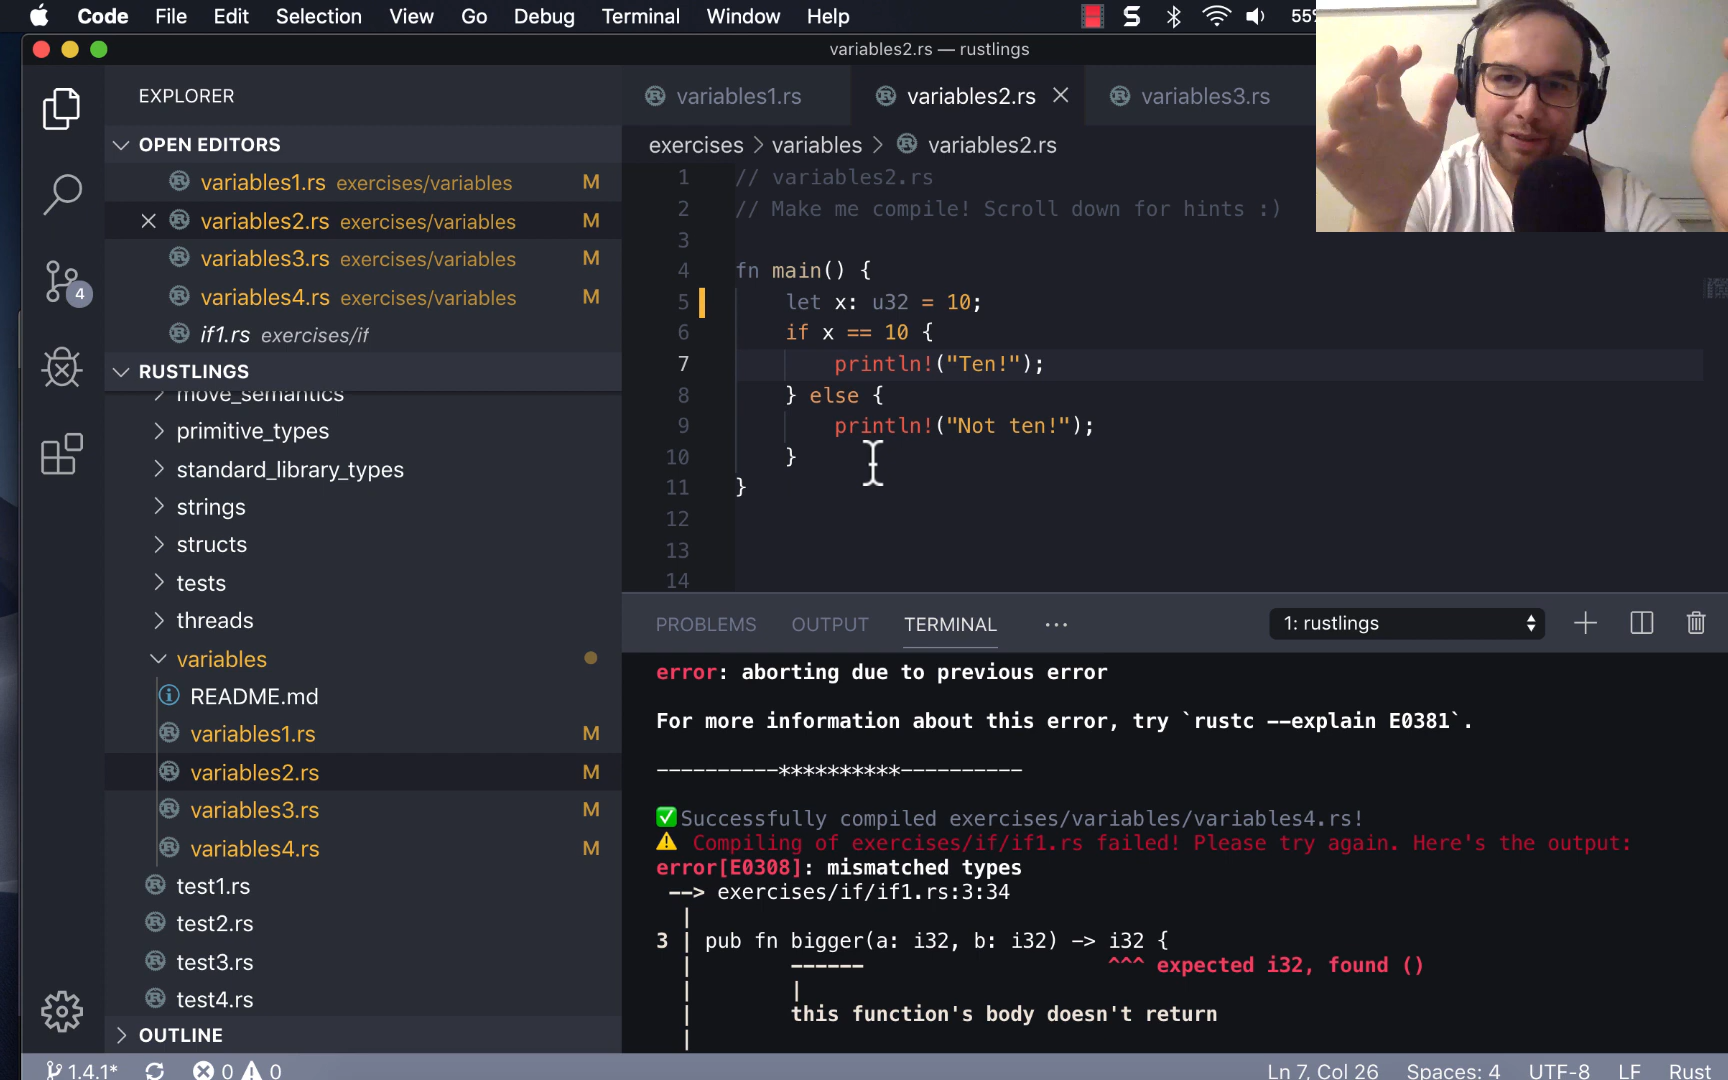 Code File Edit Selection View Go Debug Terminal Window Help 55%
variables2.rs — rustlings
EXPLORER
OPEN EDITORS
variables1.rs exercises/variables M
variables2.rs exercises/variables M
variables3.rs exercises/variables M
variables4.rs exercises/variables M
if1.rs exercises/if
4
RUSTLINGS
move_semantics
primitive_types
standard_library_types
strings
structs
tests
threads
variables
README.md
variables1.rs M
variables2.rs M
variables3.rs M
variables4.rs M
test1.rs
test2.rs
test3.rs
test4.rs
OUTLINE
variables1.rs variables2.rs variables3.rs
exercises > variables > variables2.rs
1 // variables2.rs
2 // Make me compile! Scroll down for hints :)
3
4 fn main() {
5 let x: u32 = 10;
6 if x == 10 {
7 println!("Ten!");
8 } else {
9 println!("Not ten!");
10 }
11 }
12
13
14
PROBLEMS OUTPUT TERMINAL ··· 1: rustlings
error: aborting due to previous error
For more information about this error, try `rustc --explain E0381`.
----------**********----------
✅Successfully compiled exercises/variables/variables4.rs!
⚠️ Compiling of exercises/if/if1.rs failed! Please try again. Here's the output:
error[E0308]: mismatched types
--> exercises/if/if1.rs:3:34
|
3 | pub fn bigger(a: i32, b: i32) -> i32 {
| ------ ^^^ expected i32, found ()
| |
| this function's body doesn't return
|
1.4.1* 0 0 Ln 7, Col 26 Spaces: 4 UTF-8 LF Rust